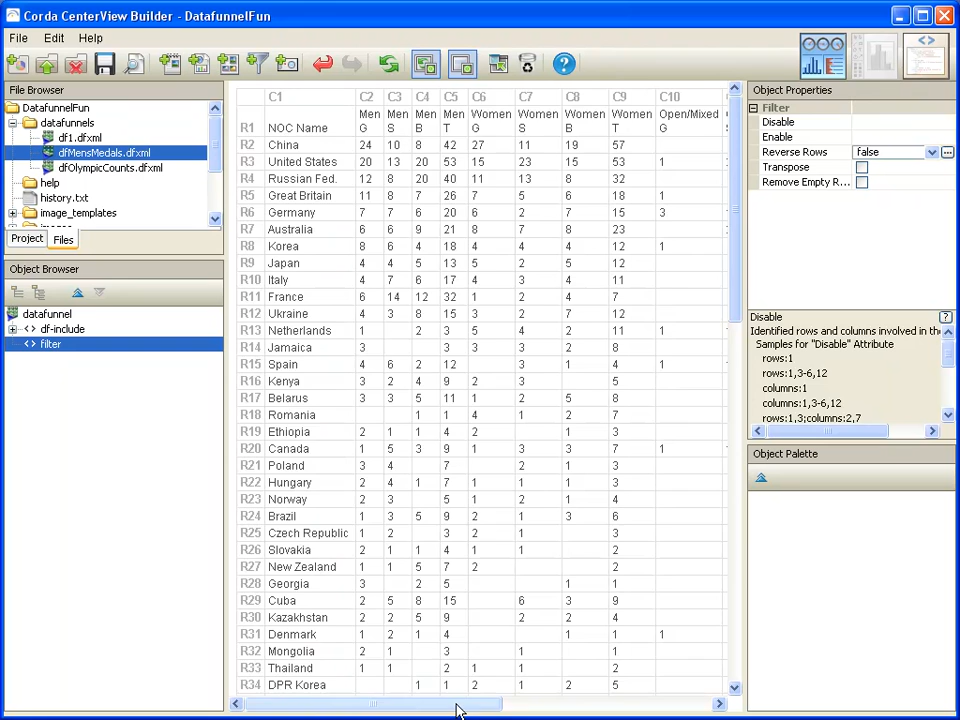 Corda CenterView Builder - DatafunnelFun
File Edit Help
File Browser
DatafunnelFun
datafunnels
df1.dfxml
dfMensMedals.dfxml
dfOlympicCounts.dfxml
help
history.txt
image_templates
Project Files
Object Browser
datafunnel
<> df-include
<> filter
C1 C2 C3 C4 C5 C6 C7 C8 C9 C10
Men Men Men Men Women Women Women Women Open/Mixed
R1 NOC Name G S B T G S B T G
R2 China 24 10 8 42 27 11 19 57
R3 United States 20 13 20 53 15 23 15 53 1
R4 Russian Fed. 12 8 20 40 11 13 8 32
R5 Great Britain 11 8 7 26 7 5 6 18 1
R6 Germany 7 7 6 20 6 2 7 15 3
R7 Australia 6 6 9 21 8 7 8 23
R8 Korea 8 6 4 18 4 4 4 12 1
R9 Japan 4 4 5 13 5 2 5 12
R10 Italy 4 7 6 17 4 3 4 11
R11 France 6 14 12 32 1 2 4 7
R12 Ukraine 4 3 8 15 3 2 7 12
R13 Netherlands 1 2 3 5 4 2 11 1
R14 Jamaica 3 3 3 3 2 8
R15 Spain 4 6 2 12 3 1 4 1
R16 Kenya 3 2 4 9 2 3 5
R17 Belarus 3 3 5 11 1 2 5 8
R18 Romania 1 1 4 1 2 7
R19 Ethiopia 2 1 1 4 2 1 3
R20 Canada 1 5 3 9 1 3 3 7 1
R21 Poland 3 4 7 2 1 3
R22 Hungary 2 4 1 7 1 1 1 3
R23 Norway 2 3 5 1 2 1 4
R24 Brazil 1 3 5 9 2 1 3 6
R25 Czech Republic 1 2 3 2 1 3
R26 Slovakia 2 1 1 4 1 1 2
R27 New Zealand 1 1 5 7 2 2
R28 Georgia 3 2 5 1 1
R29 Cuba 2 5 8 15 6 3 9
R30 Kazakhstan 2 2 5 9 2 2 4
R31 Denmark 1 2 1 4 1 1 1
R32 Mongolia 2 1 3 1 1
R33 Thailand 1 1 2 1 1 2
R34 DPR Korea 1 1 2 1 2 5
Object Properties
Filter
Disable
Enable
Reverse Rows false
Transpose
Remove Empty R...
Disable
Identified rows and columns involved in the
Samples for "Disable" Attribute
rows:1
rows:1,3-6,12
columns:1
columns:1,3-6,12
rows:1,3;columns:2,7
Object Palette